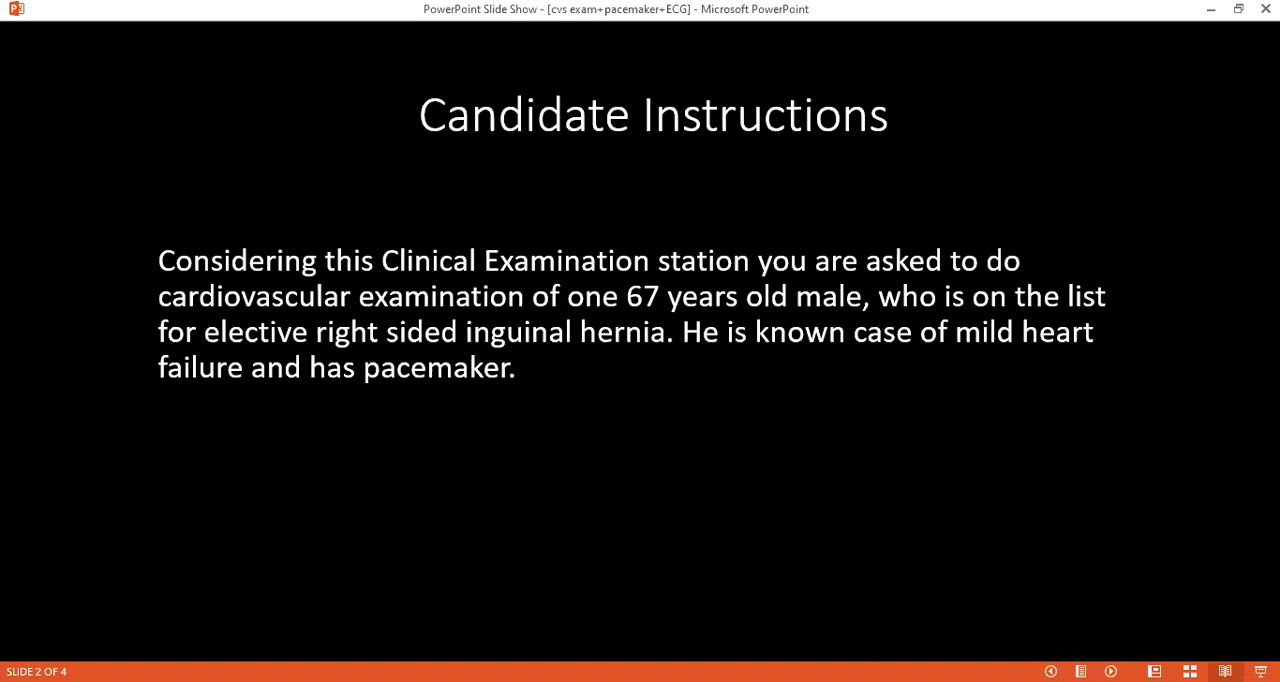 PowerPoint Slide Show - [cvs exam+pacemaker+ECG] - Microsoft PowerPoint
Candidate Instructions
Considering this Clinical Examination station you are asked to do
cardiovascular examination of one 67 years old male, who is on the list
for elective right sided inguinal hernia. He is known case of mild heart
failure and has pacemaker.
SLIDE 2 OF 4